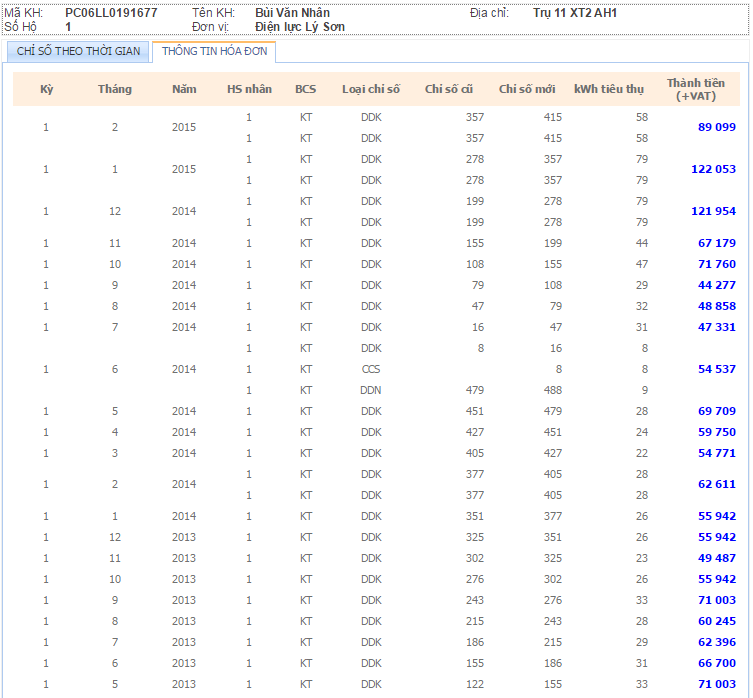 Mã KH: PC06LL0191677 Tên KH: Bùi Văn Nhân Địa chỉ: Trụ 11 XT2 AH1
Số Hộ 1 Đơn vị: Điện lực Lý Sơn
CHỈ SỐ THEO THỜI GIAN THÔNG TIN HÓA ĐƠN
Kỳ Tháng Năm HS nhân BCS Loại chỉ số Chỉ số cũ Chỉ số mới kWh tiêu thụ Thành tiền (+VAT)
1 2 2015 1 KT DDK 357 415 58 89 099
1 KT DDK 357 415 58
1 1 2015 1 KT DDK 278 357 79 122 053
1 KT DDK 278 357 79
1 12 2014 1 KT DDK 199 278 79 121 954
1 KT DDK 199 278 79
1 11 2014 1 KT DDK 155 199 44 67 179
1 10 2014 1 KT DDK 108 155 47 71 760
1 9 2014 1 KT DDK 79 108 29 44 277
1 8 2014 1 KT DDK 47 79 32 48 858
1 7 2014 1 KT DDK 16 47 31 47 331
1 KT DDK 8 16 8
1 6 2014 1 KT CCS 8 8 54 537
1 KT DDN 479 488 9
1 5 2014 1 KT DDK 451 479 28 69 709
1 4 2014 1 KT DDK 427 451 24 59 750
1 3 2014 1 KT DDK 405 427 22 54 771
1 2 2014 1 KT DDK 377 405 28 62 611
1 KT DDK 377 405 28
1 1 2014 1 KT DDK 351 377 26 55 942
1 12 2013 1 KT DDK 325 351 26 55 942
1 11 2013 1 KT DDK 302 325 23 49 487
1 10 2013 1 KT DDK 276 302 26 55 942
1 9 2013 1 KT DDK 243 276 33 71 003
1 8 2013 1 KT DDK 215 243 28 60 245
1 7 2013 1 KT DDK 186 215 29 62 396
1 6 2013 1 KT DDK 155 186 31 66 700
1 5 2013 1 KT DDK 122 155 33 71 003